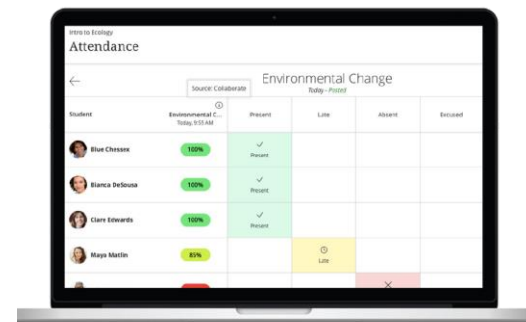 Intro to Ecology
Attendance
Environmental Change
Source: Collaborate
Today - Posted
Student
Environmental C...
Today, 9:55 AM
Present
Late
Absent
Excused
Blue Chessex
100%
Present
Bianca DeSousa
100%
Present
Clare Edwards
100%
Present
Maya Matlin
85%
Late